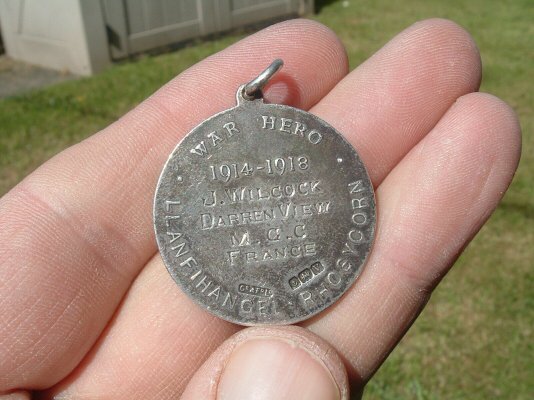 WAR HERO
1914-1918
J. WILCOCK
DARREN VIEW
M. G. C
FRANCE
LLANFIHANGEL-RHOSYCORN